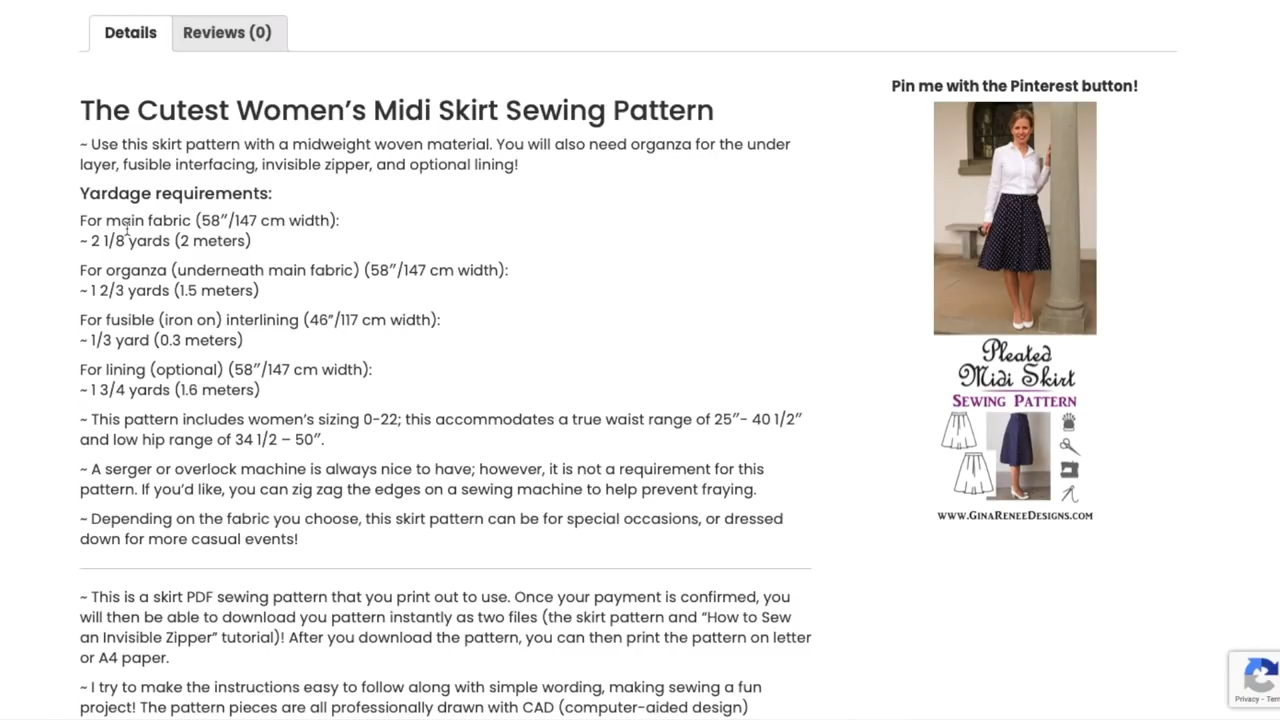 Details
Reviews (0)
The Cutest Women's Midi Skirt Sewing Pattern
~ Use this skirt pattern with a midweight woven material. You will also need organza for the under
layer, fusible interfacing, invisible zipper, and optional lining!
Yardage requirements:
For main fabric (58″/147 cm width):
~ 2 1/8 yards (2 meters)
For organza (underneath main fabric) (58″/147 cm width):
~ 1 2/3 yards (1.5 meters)
For fusible (iron on) interlining (46"/117 cm width):
~ 1/3 yard (0.3 meters)
For lining (optional) (58″/147 cm width):
~ 1 3/4 yards (1.6 meters)
~ This pattern includes women's sizing 0-22; this accommodates a true waist range of 25″- 40 1/2″
and low hip range of 34 1/2 – 50″.
~ A serger or overlock machine is always nice to have; however, it is not a requirement for this
pattern. If you'd like, you can zig zag the edges on a sewing machine to help prevent fraying.
~ Depending on the fabric you choose, this skirt pattern can be for special occasions, or dressed
down for more casual events!
~ This is a skirt PDF sewing pattern that you print out to use. Once your payment is confirmed, you
will then be able to download you pattern instantly as two files (the skirt pattern and "How to Sew
an Invisible Zipper" tutorial)! After you download the pattern, you can then print the pattern on letter
or A4 paper.
~ I try to make the instructions easy to follow along with simple wording, making sewing a fun
project! The pattern pieces are all professionally drawn with CAD (computer-aided design)
Pin me with the Pinterest button!
Pleated
Midi Skirt
Sewing Pattern
www.GinaReneeDesigns.com
Privacy - Term